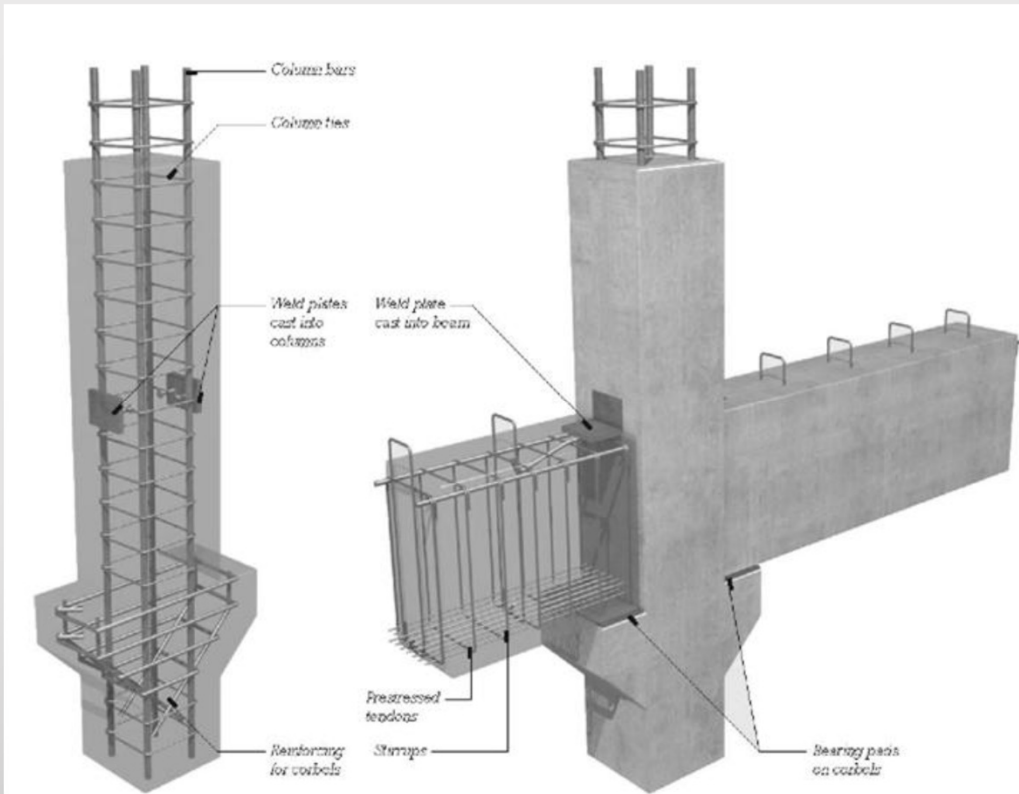 Column bars
Column ties
Weld plates
cast into
columns
Weld plate
cast into beam
Prestressed
tendons
Stirrups
Reinforcing
for corbels
Bearing pads
on corbels